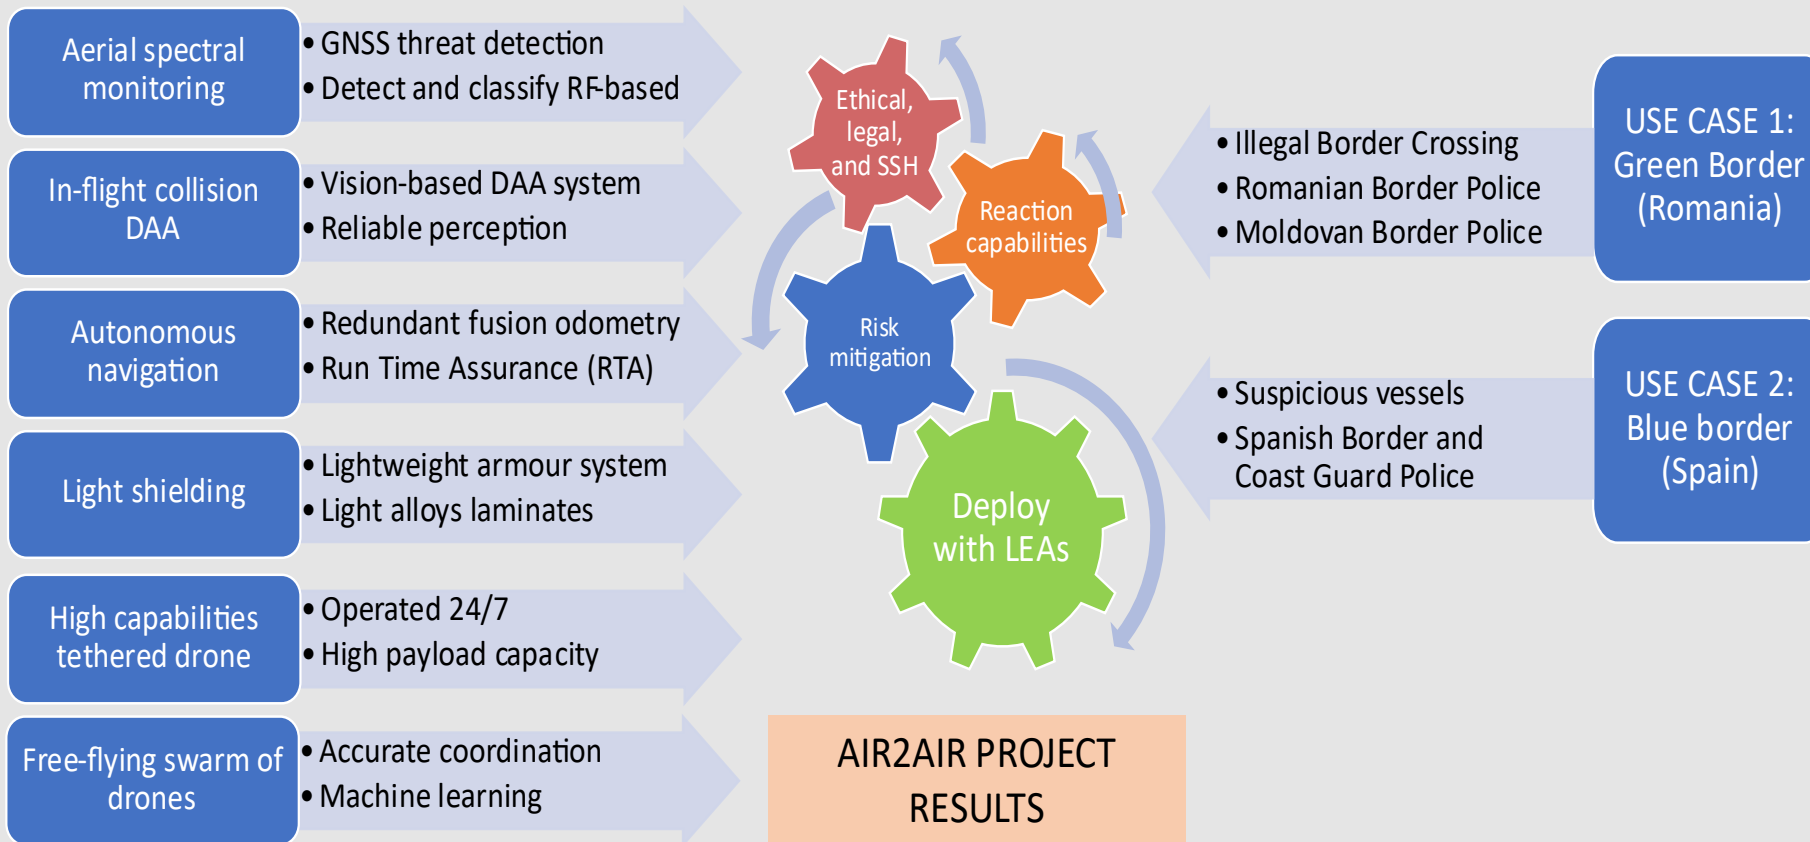 Aerial spectral
monitoring
• GNSS threat detection
• Detect and classify RF-based
In-flight collision
DAA
• Vision-based DAA system
• Reliable perception
Autonomous
navigation
• Redundant fusion odometry
• Run Time Assurance (RTA)
Light shielding
• Lightweight armour system
• Light alloys laminates
High capabilities
tethered drone
• Operated 24/7
• High payload capacity
Free-flying swarm of
drones
• Accurate coordination
• Machine learning
Ethical,
legal,
and SSH
Reaction
capabilities
Risk
mitigation
Deploy
with LEAs
AIR2AIR PROJECT
RESULTS
• Illegal Border Crossing
• Romanian Border Police
• Moldovan Border Police
USE CASE 1:
Green Border
(Romania)
• Suspicious vessels
• Spanish Border and
Coast Guard Police
USE CASE 2:
Blue border
(Spain)